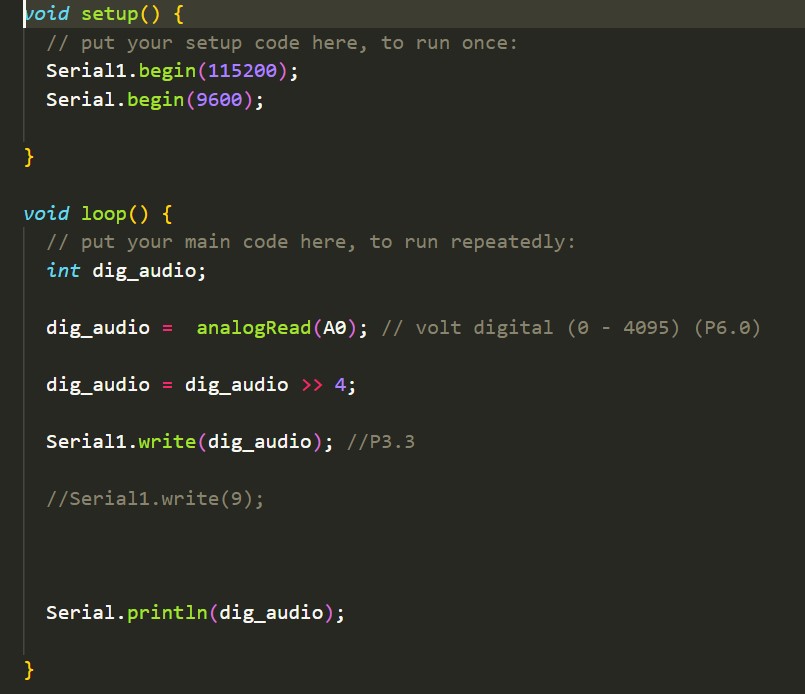 void setup() {
// put your setup code here, to run once:
Serial1.begin(115200);
Serial.begin(9600);
}
void loop() {
// put your main code here, to run repeatedly:
int dig_audio;
dig_audio =  analogRead(A0); // volt digital (0 - 4095) (P6.0)
dig_audio = dig_audio >> 4;
Serial1.write(dig_audio); //P3.3
//Serial1.write(9);
Serial.println(dig_audio);
}